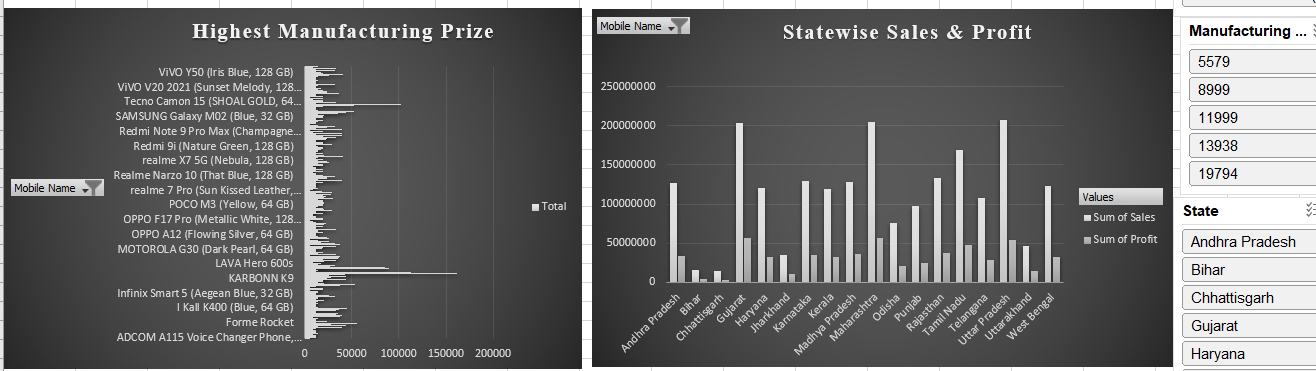 Highest Manufacturing Prize
ViVO Y50 (Iris Blue, 128 GB)
ViVO V20 2021 (Sunset Melody, 128...
Tecno Camon 15 (SHOAL GOLD, 64...
SAMSUNG Galaxy M02 (Blue, 32 GB)
Redmi Note 9 Pro Max (Champagne...
Redmi 9i (Nature Green, 128 GB)
realme X7 5G (Nebula, 128 GB)
Realme Narzo 10 (That Blue, 128 GB)
realme 7 Pro (Sun Kissed Leather,...
POCO M3 (Yellow, 64 GB)
OPPO F17 Pro (Metallic White, 128...
OPPO A12 (Flowing Silver, 64 GB)
MOTOROLA G30 (Dark Pearl, 64 GB)
LAVA Hero 600s
KARBONN K9
Infinix Smart 5 (Aegean Blue, 32 GB)
I Kall K400 (Blue, 64 GB)
Forme Rocket
ADCOM A115 Voice Changer Phone,...
Mobile Name
0 50000 100000 150000 200000
Total
Mobile Name
Statewise Sales & Profit
250000000
200000000
150000000
100000000
50000000
0
Andhra Pradesh
Bihar
Chhattisgarh
Gujarat
Haryana
Jharkhand
Karnataka
Kerala
Madhya Pradesh
Maharashtra
Odisha
Punjab
Rajasthan
Tamil Nadu
Telangana
Uttar Pradesh
Uttarakhand
West Bengal
Values
Sum of Sales
Sum of Profit
Manufacturing ...
5579
8999
11999
13938
19794
State
Andhra Pradesh
Bihar
Chhattisgarh
Gujarat
Haryana